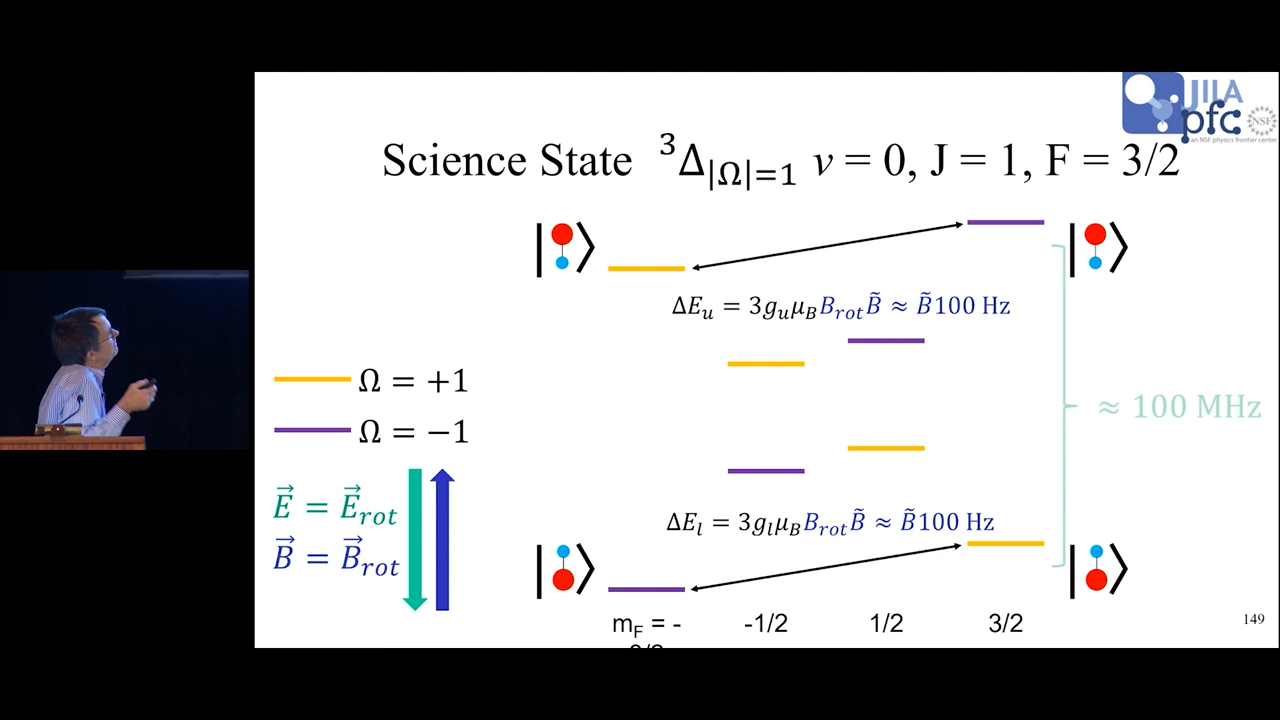 JILA
pfc NSF
an NSF physics frontier center
Science State ³Δ|Ω|=1 v = 0, J = 1, F = 3/2
ΔE_u = 3g_uμ_B B_rot B̃ ≈ B̃100 Hz
Ω = +1
≈ 100 MHz
Ω = −1
E⃗ = E⃗_rot
ΔE_l = 3g_lμ_B B_rot B̃ ≈ B̃100 Hz
B⃗ = B⃗_rot
m_F = - -1/2 1/2 3/2
149